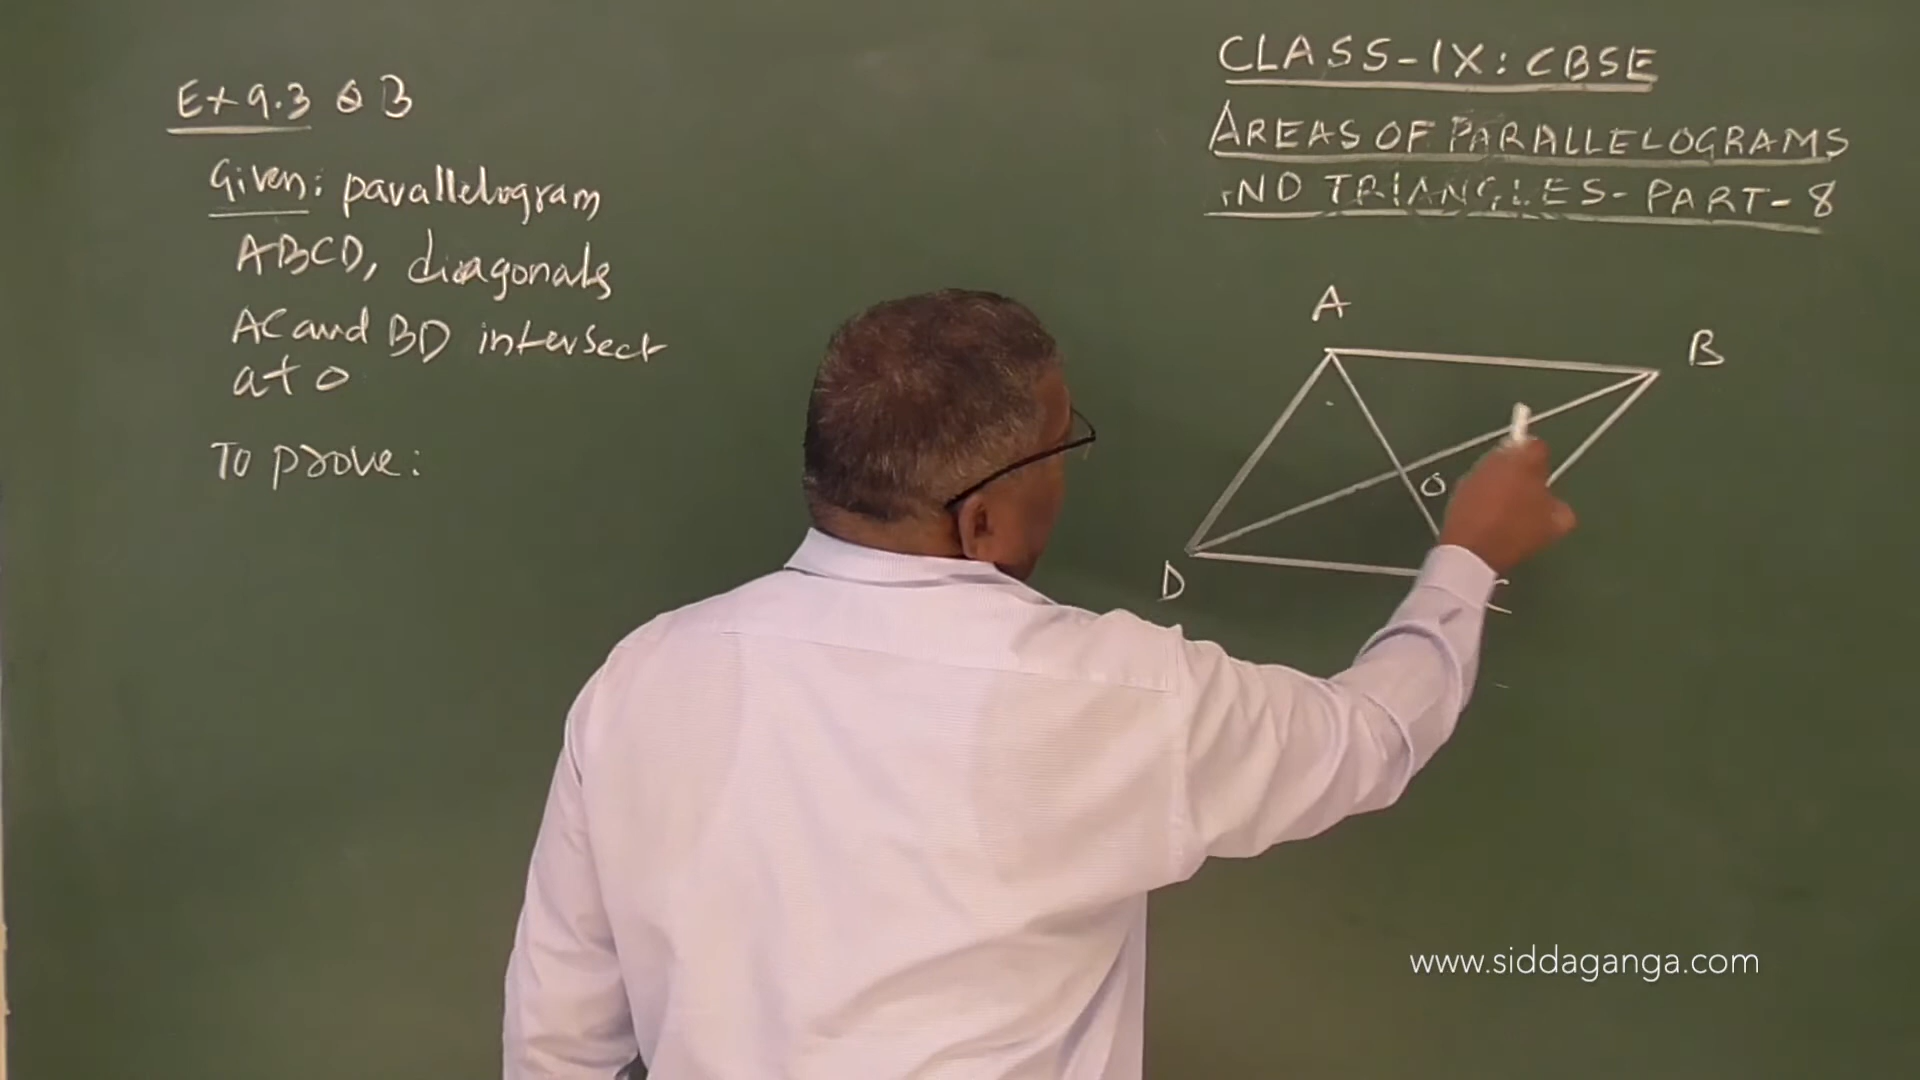 Ex 9.3 Q 3
Given: parallelogram
ABCD, diagonals
AC and BD intersect
at O
To prove:
CLASS-IX: CBSE
AREAS OF PARALLELOGRAMS
ND TRIANGLES-PART-8
A
B
O
D
C
www.siddaganga.com